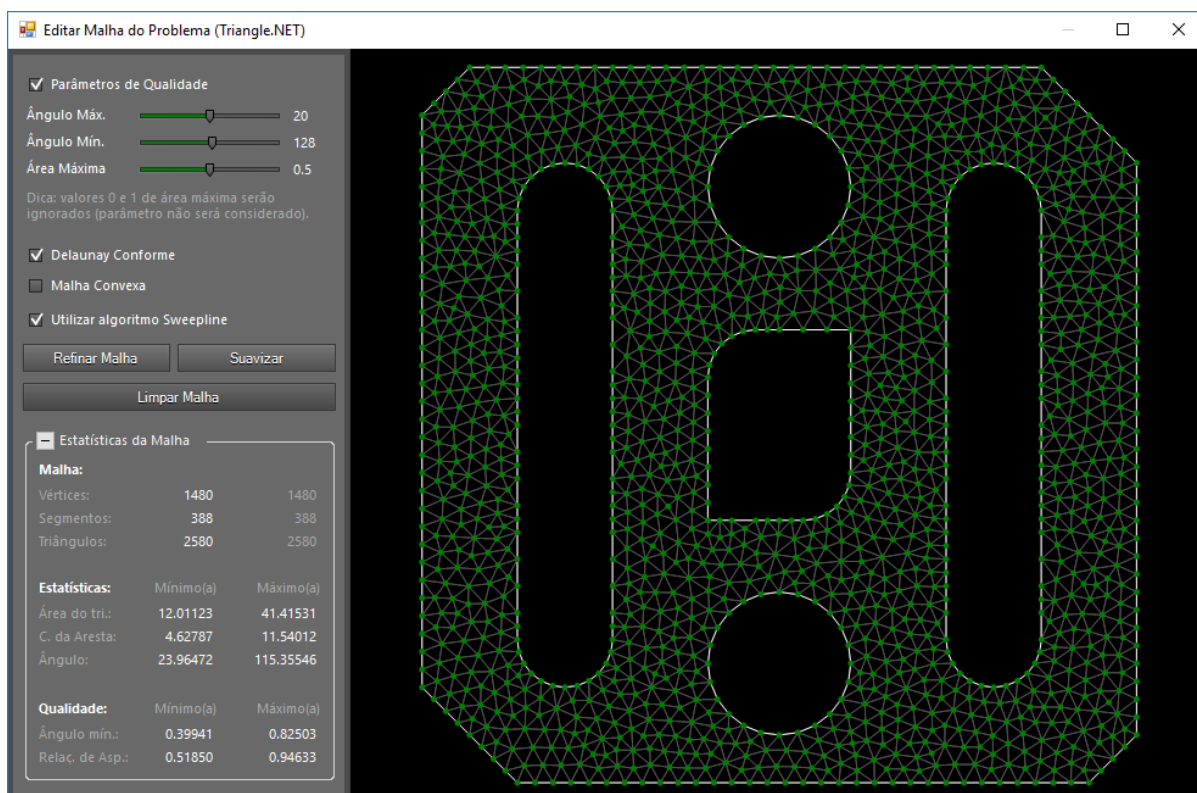 Editar Malha do Problema (Triangle.NET)
Parâmetros de Qualidade
Ângulo Máx. 20
Ângulo Mín. 128
Área Máxima 0.5
Dica: valores 0 e 1 de área máxima serão
ignorados (parâmetro não será considerado).
Delaunay Conforme
Malha Convexa
Utilizar algoritmo Sweepline
Refinar Malha Suavizar
Limpar Malha
Estatísticas da Malha
Malha:
Vértices: 1480 1480
Segmentos: 388 388
Triângulos: 2580 2580
Estatísticas: Mínimo(a) Máximo(a)
Área do tri.: 12.01123 41.41531
C. da Aresta: 4.62787 11.54012
Ângulo: 23.96472 115.35546
Qualidade: Mínimo(a) Máximo(a)
Ângulo mín.: 0.39941 0.82503
Relaç. de Asp.: 0.51850 0.94633